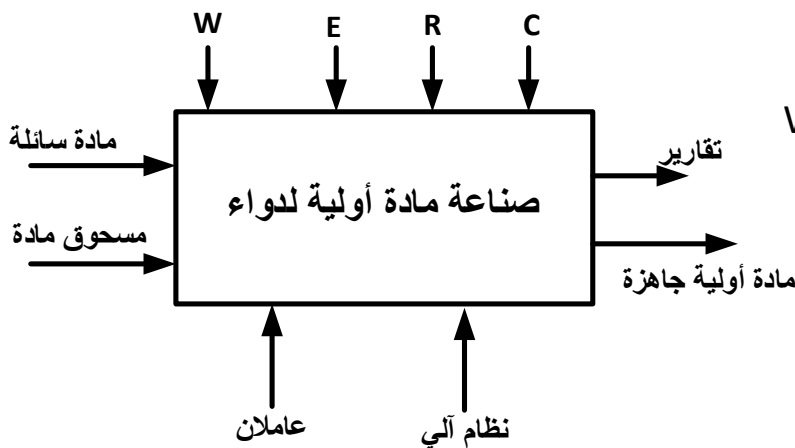 W E R C
مادة سائلة
مسحوق مادة
صناعة مادة أولية لدواء
تقارير
مادة أولية جاهزة
عاملان
نظام آلي